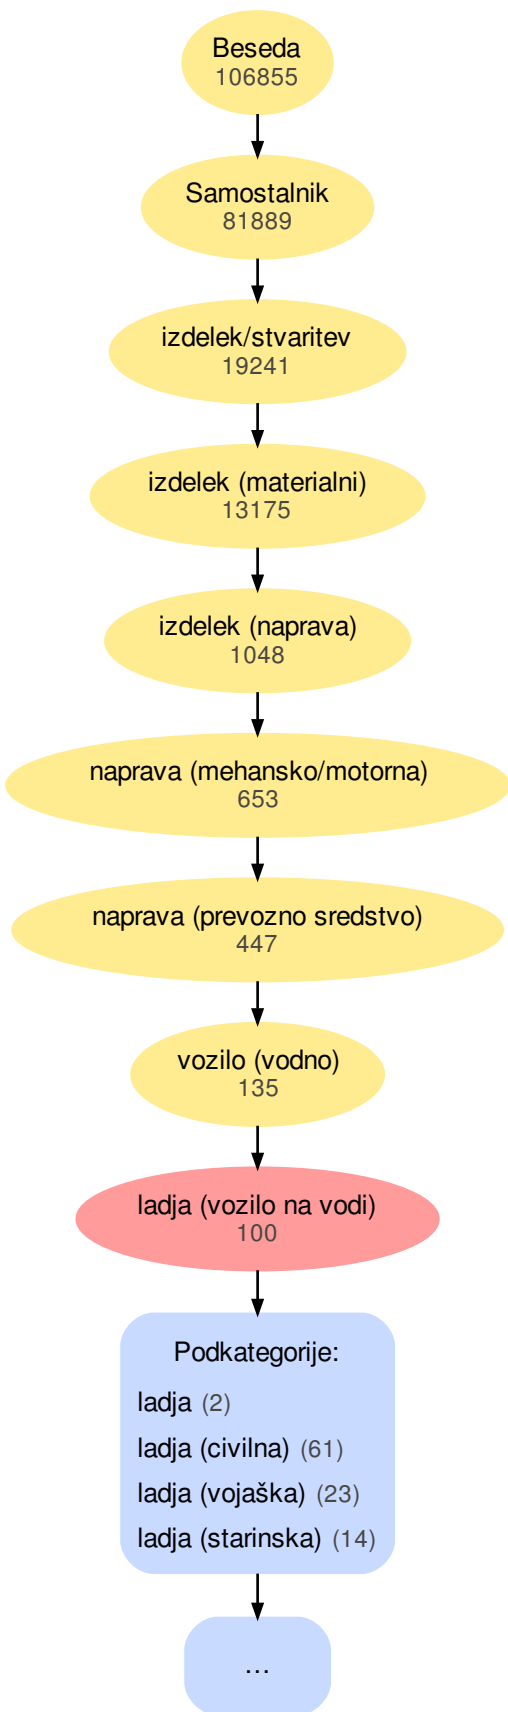 Beseda
106855
Samostalnik
81889
izdelek/stvaritev
19241
izdelek (materialni)
13175
izdelek (naprava)
1048
naprava (mehansko/motorna)
653
naprava (prevozno sredstvo)
447
vozilo (vodno)
135
ladja (vozilo na vodi)
100
Podkategorije:
ladja (2)
ladja (civilna) (61)
ladja (vojaška) (23)
ladja (starinska) (14)
...